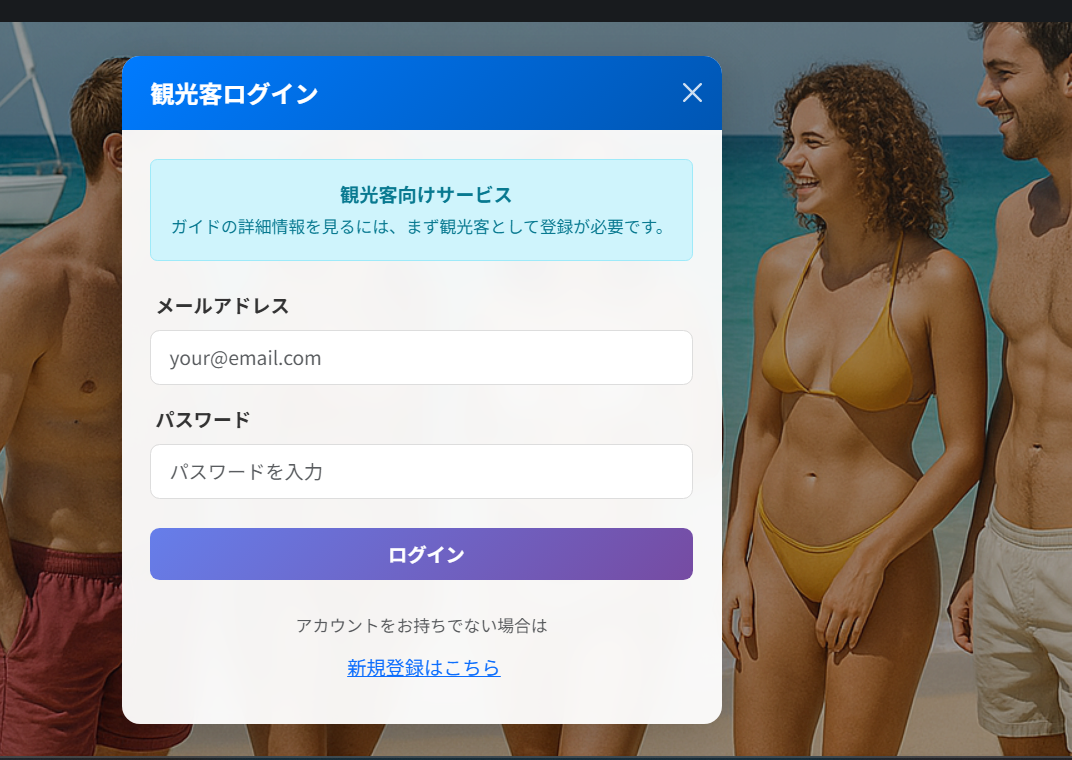 観光客ログイン
観光客向けサービス
ガイドの詳細情報を見るには、まず観光客として登録が必要です。
メールアドレス
your@email.com
パスワード
パスワードを入力
ログイン
アカウントをお持ちでない場合は
新規登録はこちら